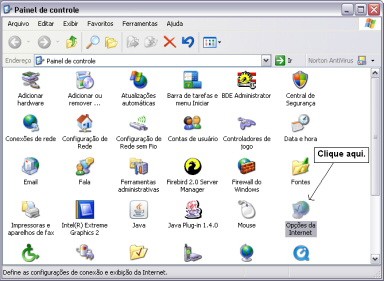 Painel de controle
Arquivo Editar Exibir Favoritos Ferramentas Ajuda
Endereço Painel de controle Ir Norton AntiVirus
Adicionar hardware
Adicionar ou remover ...
Atualizações automáticas
Barra de tarefas e menu Iniciar
BDE Administrator
Central de Segurança
Conexões de rede
Configuração de Rede
Configuração de Rede sem Fio
Contas de usuário
Controladores de jogo
Data e hora
Clique aqui.
Email
Fala
Ferramentas administrativas
Firebird 2.0 Server Manager
Firewall do Windows
Fontes
Impressoras e aparelhos de fax
Intel(R) Extreme Graphics 2
Java
Java Plug-in 1.4.0
Mouse
Opções da Internet
Define as configurações de conexão e exibição da Internet.